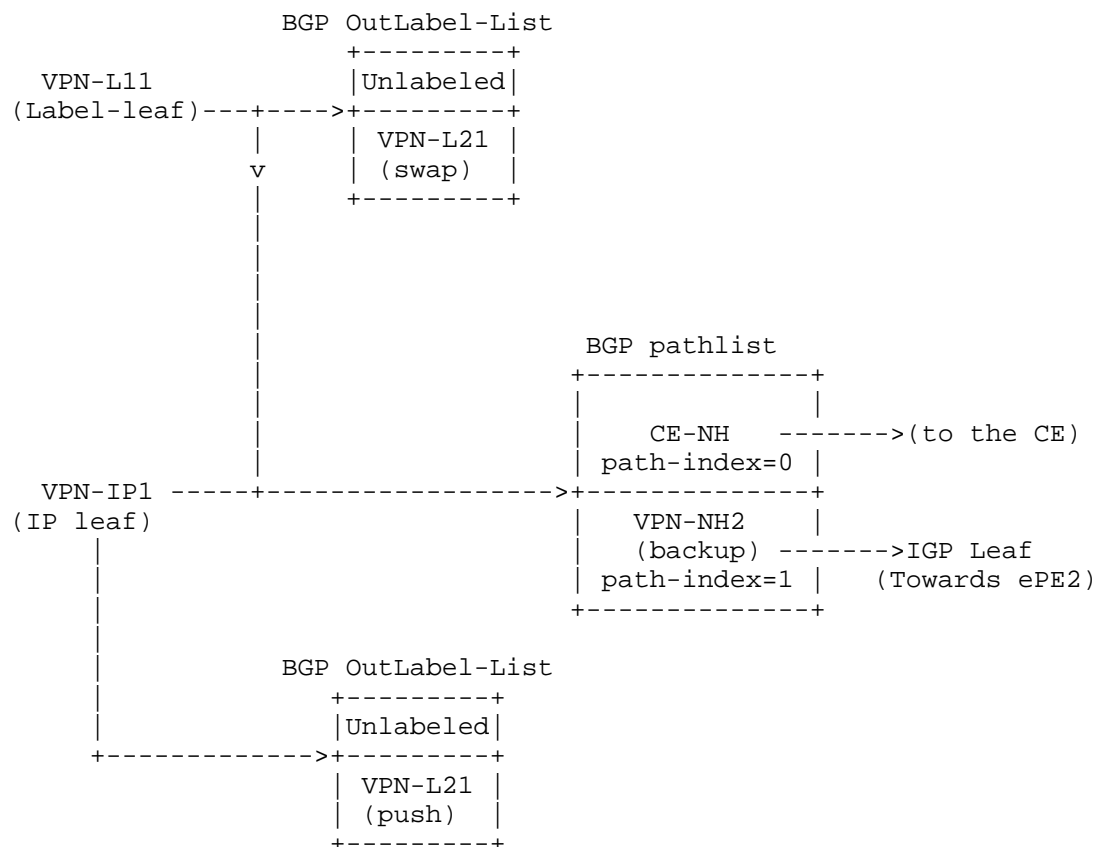 BGP OutLabel-List
Unlabeled
VPN-L11
(Label-leaf)
VPN-L21
(swap)
BGP pathlist
CE-NH (to the CE)
path-index=0
VPN-IP1
(IP leaf)
VPN-NH2
(backup) IGP Leaf
path-index=1 (Towards ePE2)
BGP OutLabel-List
Unlabeled
VPN-L21
(push)